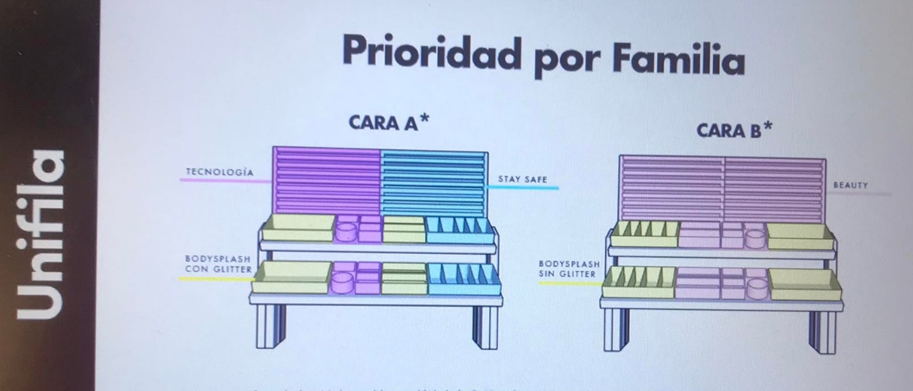 Unifila
Prioridad por Familia
CARA A*
CARA B*
TECNOLOGÍA
STAY SAFE
BODYSPLASH
CON GLITTER
BEAUTY
BODYSPLASH
SIN GLITTER